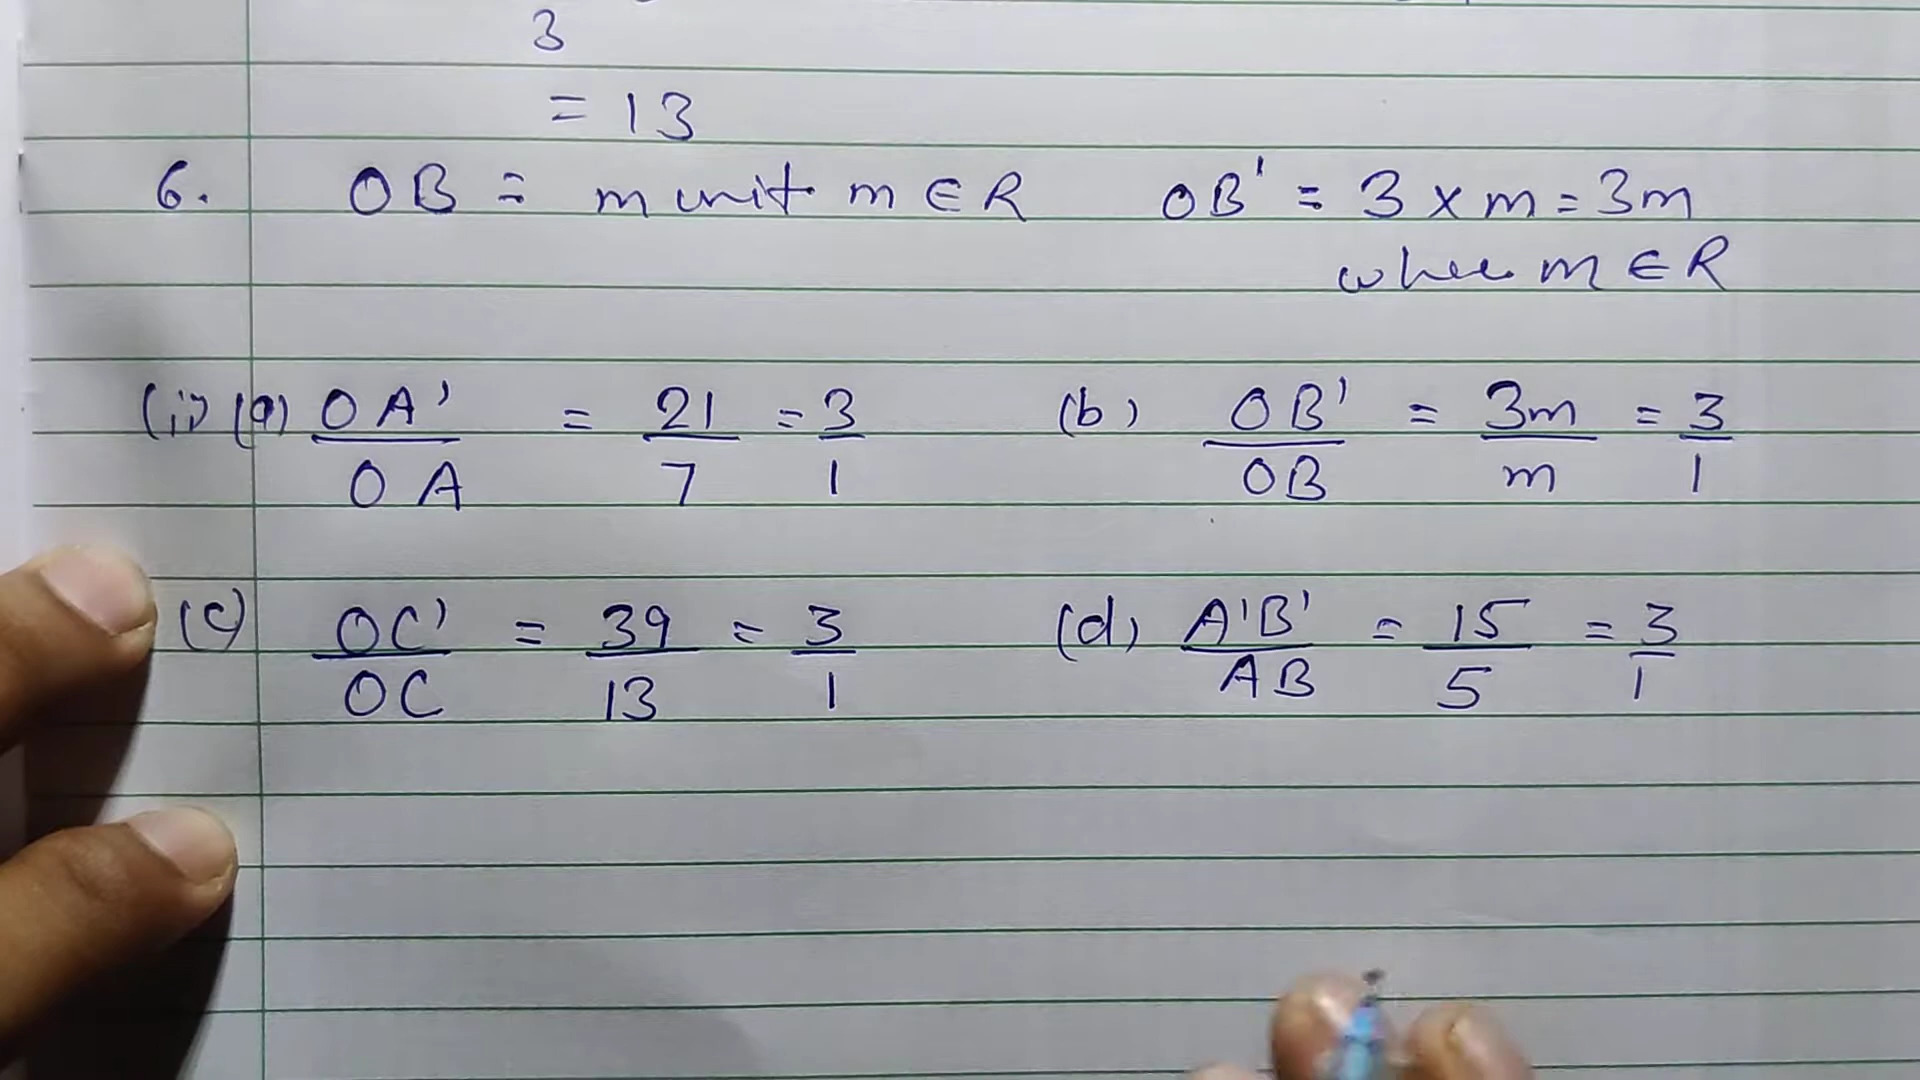 3
= 13
6. OB = m unit m ∈ R OB' = 3 × m = 3m
where m ∈ R
(ii) (a) OA'/OA = 21/7 = 3/1 (b) OB'/OB = 3m/m = 3/1
(c) OC'/OC = 39/13 = 3/1 (d) A'B'/AB = 15/5 = 3/1